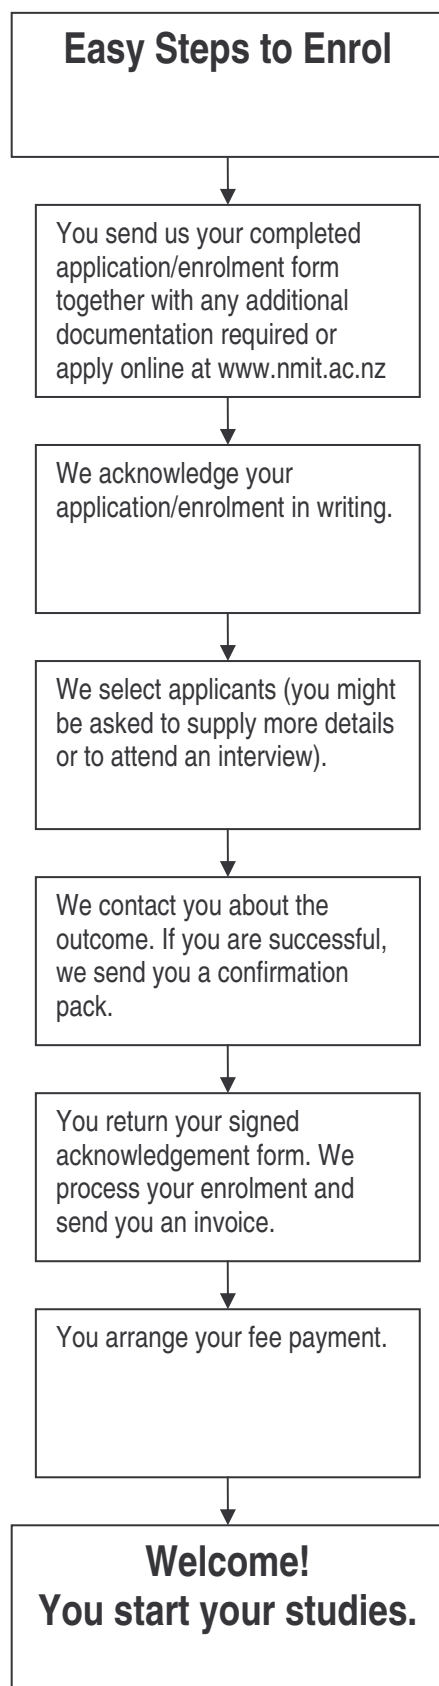 Easy Steps to Enrol
You send us your completed
application/enrolment form
together with any additional
documentation required or
apply online at www.nmit.ac.nz
We acknowledge your
application/enrolment in writing.
We select applicants (you might
be asked to supply more details
or to attend an interview).
We contact you about the
outcome. If you are successful,
we send you a confirmation
pack.
You return your signed
acknowledgement form. We
process your enrolment and
send you an invoice.
You arrange your fee payment.
Welcome!
You start your studies.